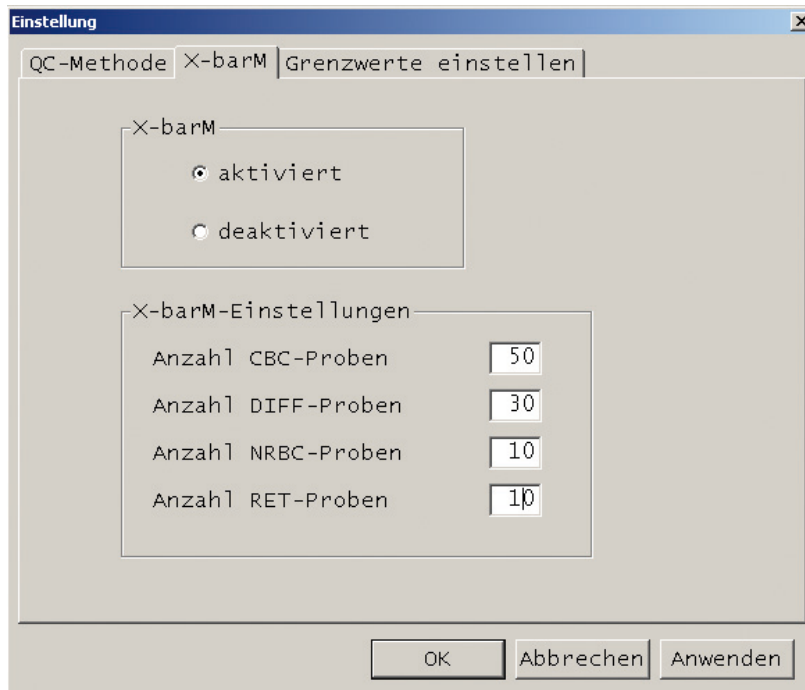 Einstellung
QC-Methode X-barM Grenzwerte einstellen
X-barM
aktiviert
deaktiviert
X-barM-Einstellungen
Anzahl CBC-Proben 50
Anzahl DIFF-Proben 30
Anzahl NRBC-Proben 10
Anzahl RET-Proben 10
OK Abbrechen Anwenden